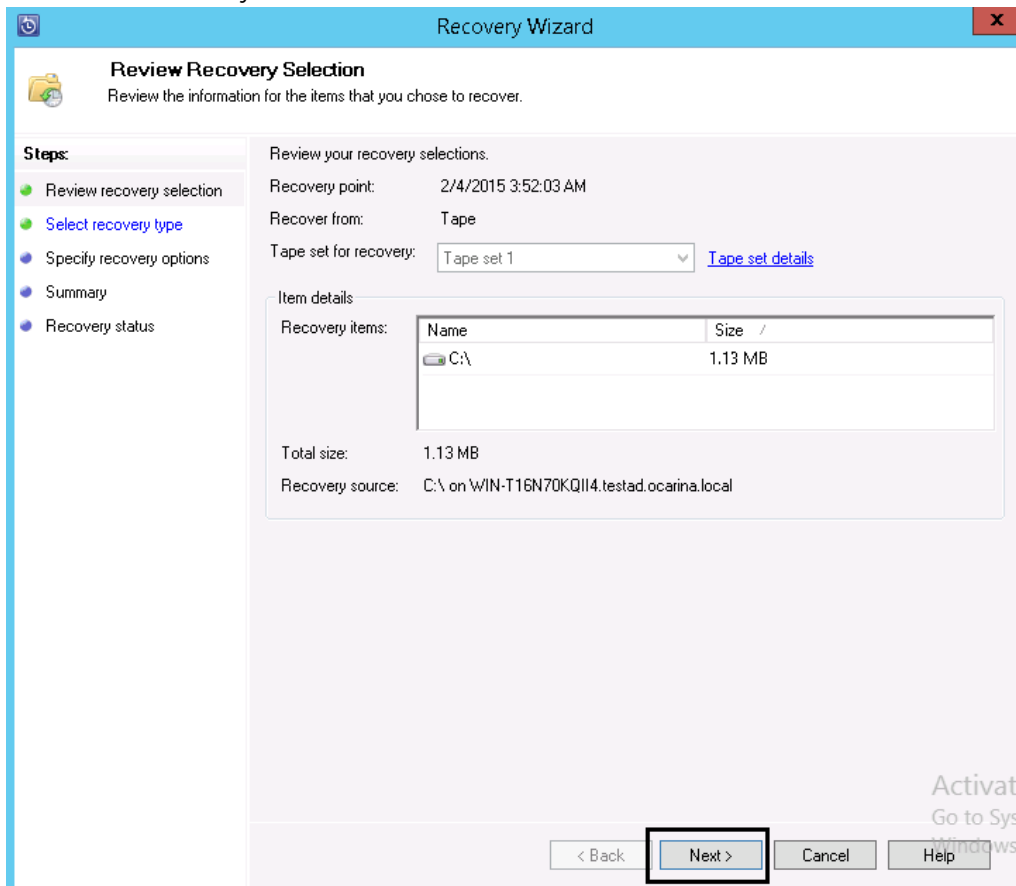 Recovery Wizard
x
Review Recovery Selection
Review the information for the items that you chose to recover.
Steps:
Review recovery selection
Select recovery type
Specify recovery options
Summary
Recovery status
Review your recovery selections.
Recovery point: 2/4/2015 3:52:03 AM
Recover from: Tape
Tape set for recovery: Tape set 1 Tape set details
Item details
Recovery items: Name Size /
C:\ 1.13 MB
Total size: 1.13 MB
Recovery source: C:\ on WIN-T16N70KQII4.testad.ocarina.local
Activat
Go to Sys
Windows
< Back Next > Cancel Help